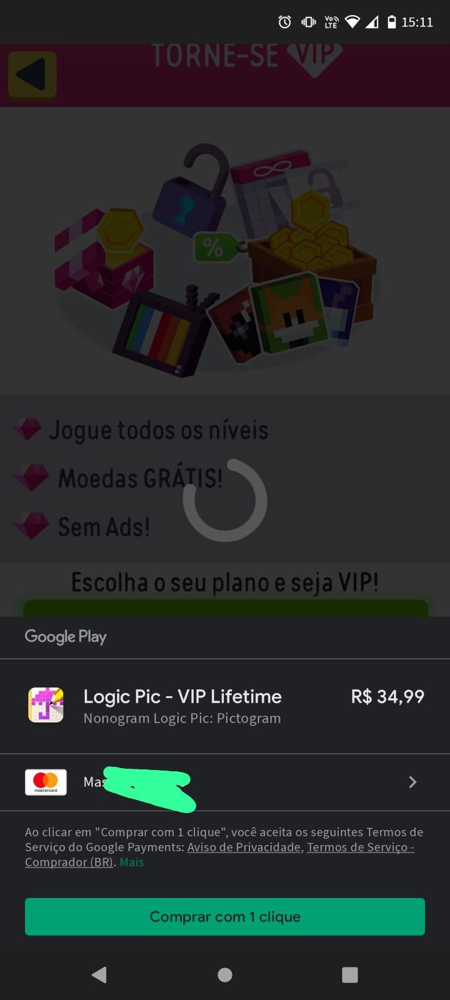 Vo
LTE
15:11
TORNE-SE VIP
%
Jogue todos os níveis
Moedas GRÁTIS!
Sem Ads!
Escolha o seu plano e seja VIP!
Google Play
Logic Pic - VIP Lifetime
R$ 34,99
Nonogram Logic Pic: Pictogram
mastercard
Ao clicar em "Comprar com 1 clique", você aceita os seguintes Termos de
Serviço do Google Payments: Aviso de Privacidade, Termos de Serviço -
Comprador (BR). Mais
Comprar com 1 clique